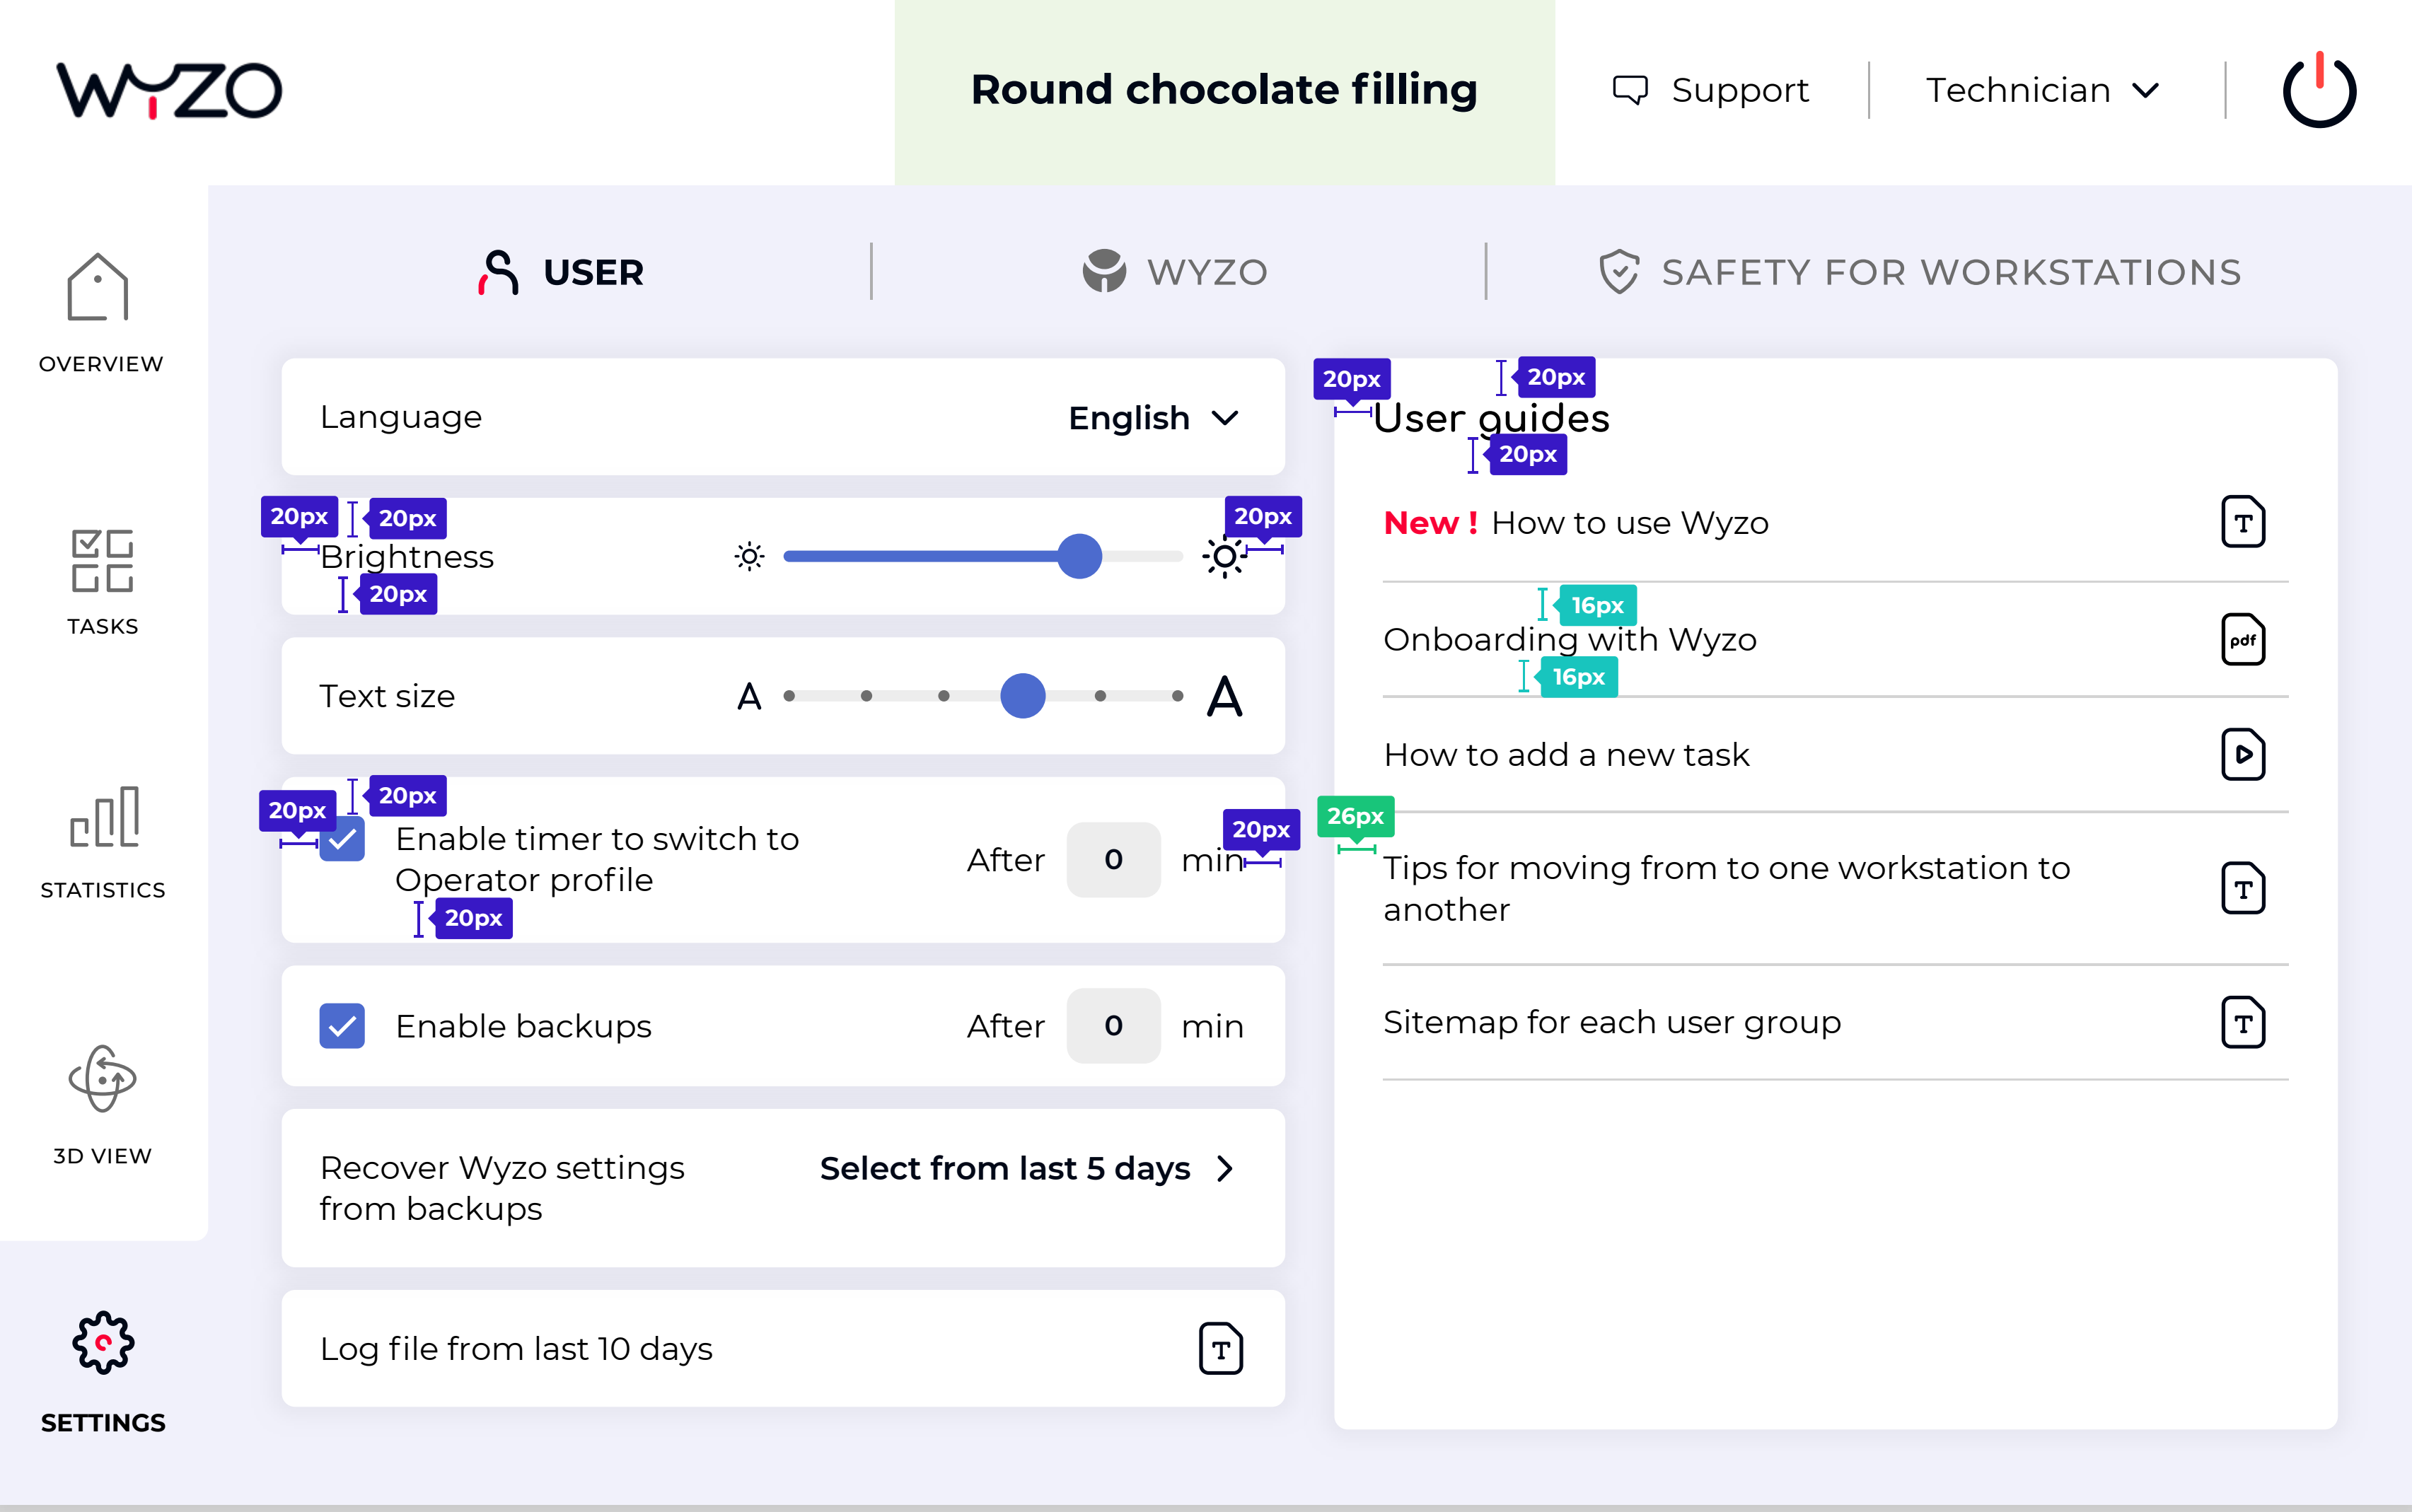 WYZO
Round chocolate filling
Support
Technician
OVERVIEW
TASKS
STATISTICS
3D VIEW
SETTINGS
USER
WYZO
SAFETY FOR WORKSTATIONS
Language
English
20px
20px
20px
Brightness
20px
Text size
A
A
20px
20px
Enable timer to switch to
Operator profile
After
0
min
20px
20px
Enable backups
After
0
min
Recover Wyzo settings
from backups
Select from last 5 days
Log file from last 10 days
T
20px
20px
User guides
20px
New ! How to use Wyzo
T
16px
Onboarding with Wyzo
pdf
16px
How to add a new task
26px
Tips for moving from to one workstation to
another
T
Sitemap for each user group
T